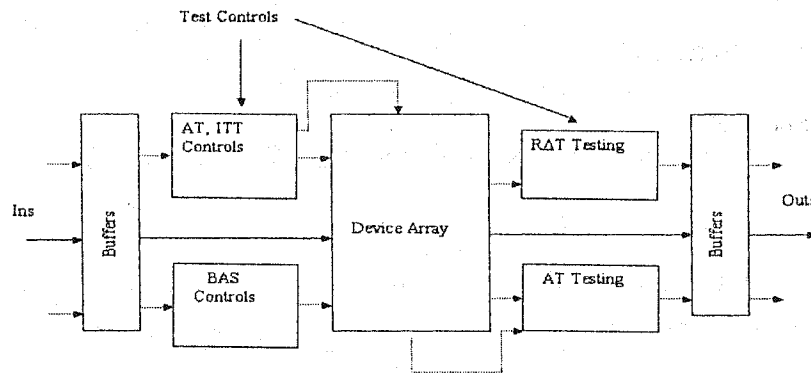 Test Controls
AT, ITT
Controls
RΔT Testing
Ins
Buffers
Device Array
Buffers
Outs
BAS
Controls
AT Testing